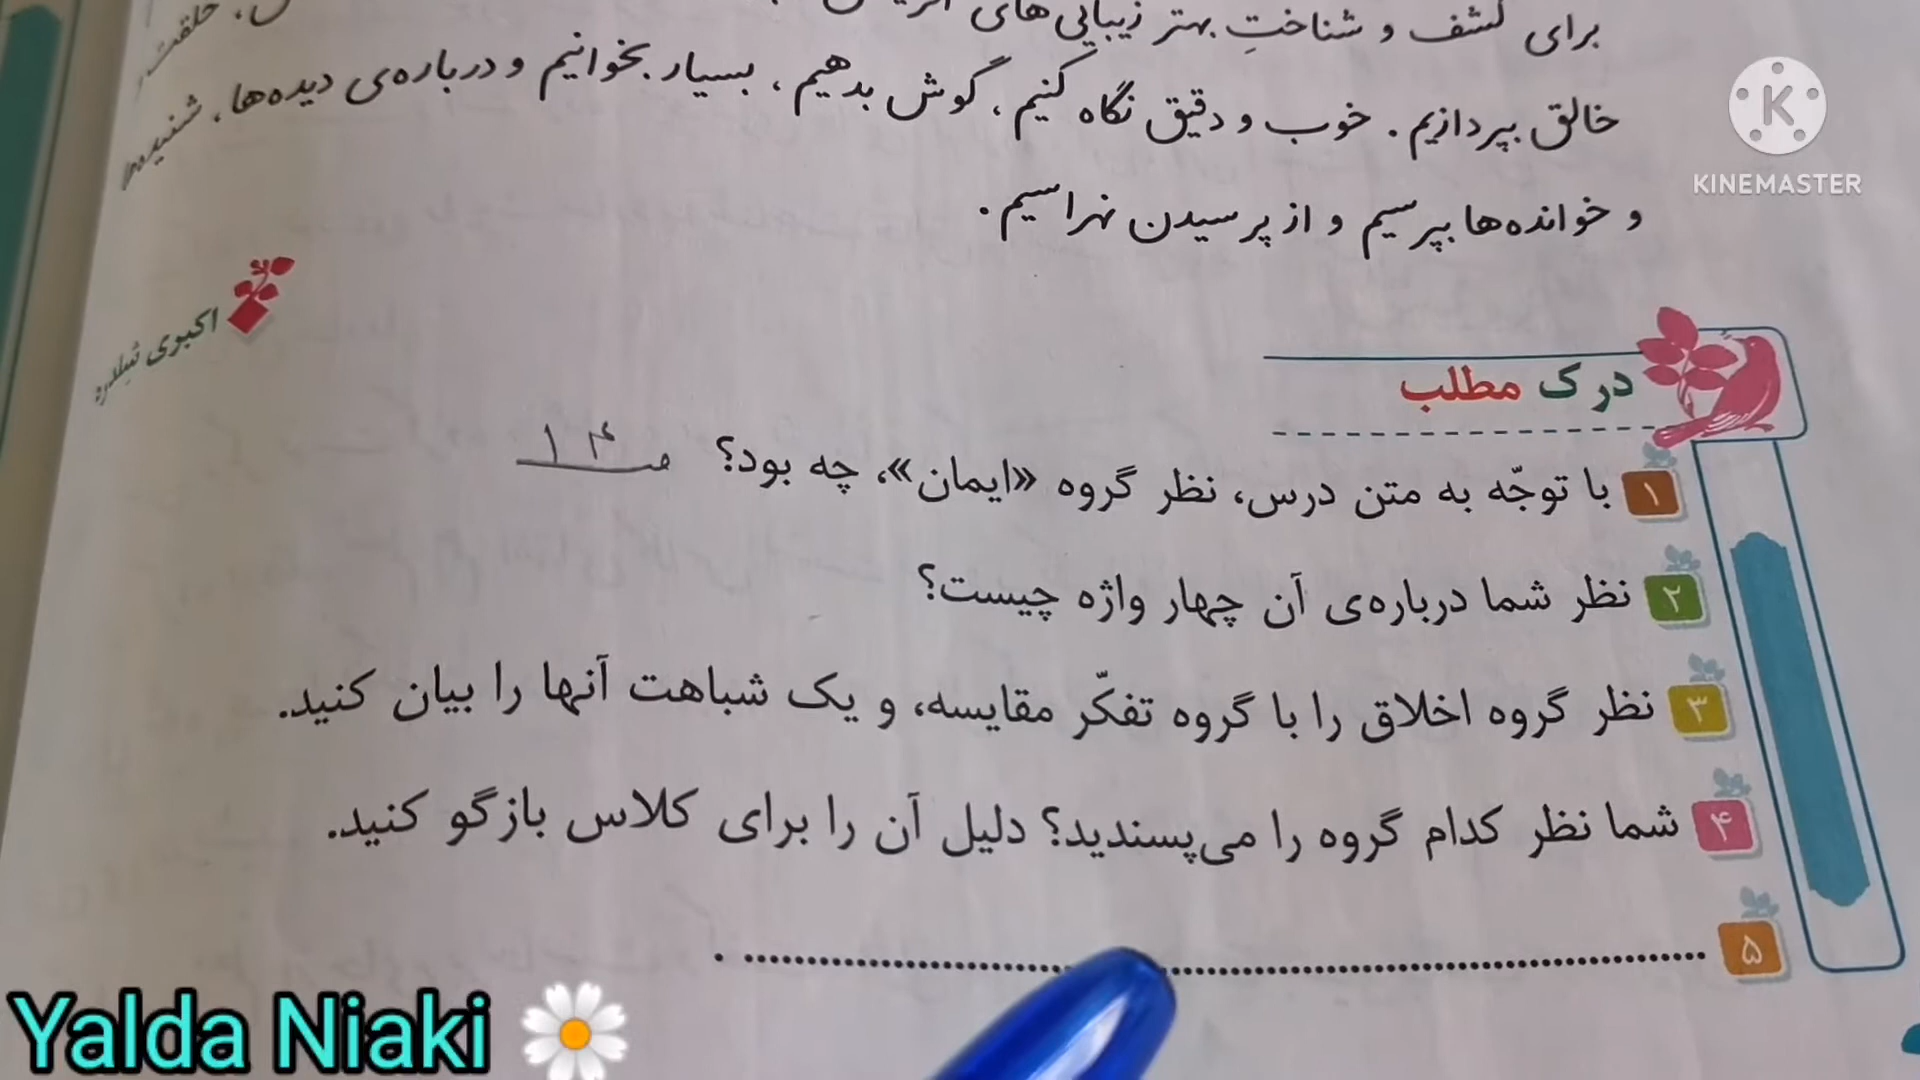 برای کشف و شناختِ بهتر زیبایی‌های
خالق بپردازیم. خوب و دقیق نگاه کنیم، گوش بدهیم، بسیار بخوانیم و درباره‌ی دیده‌ها، شنیده‌ها
و خوانده‌ها بپرسیم و از پرسیدن نهراسیم.
اکبری شلدره
KINEMASTER
درک مطلب
۱ با توجّه به متن درس، نظر گروه «ایمان»، چه بود؟ ص ۱۴
۲ نظر شما درباره‌ی آن چهار واژه چیست؟
۳ نظر گروه اخلاق را با گروه تفکّر مقایسه، و یک شباهت آنها را بیان کنید.
۴ شما نظر کدام گروه را می‌پسندید؟ دلیل آن را برای کلاس بازگو کنید.
۵ ........................................
Yalda Niaki